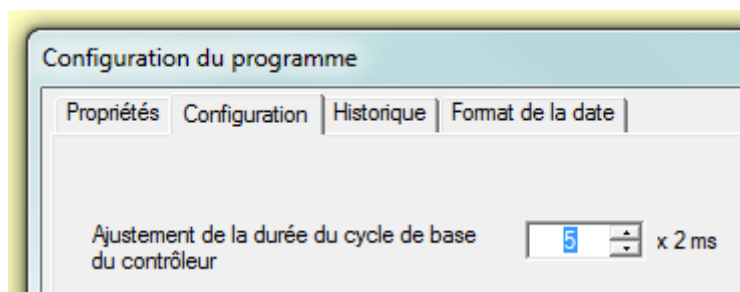 Configuration du programme
Propriétés Configuration Historique Format de la date
Ajustement de la durée du cycle de base 5 x 2 ms
du contrôleur